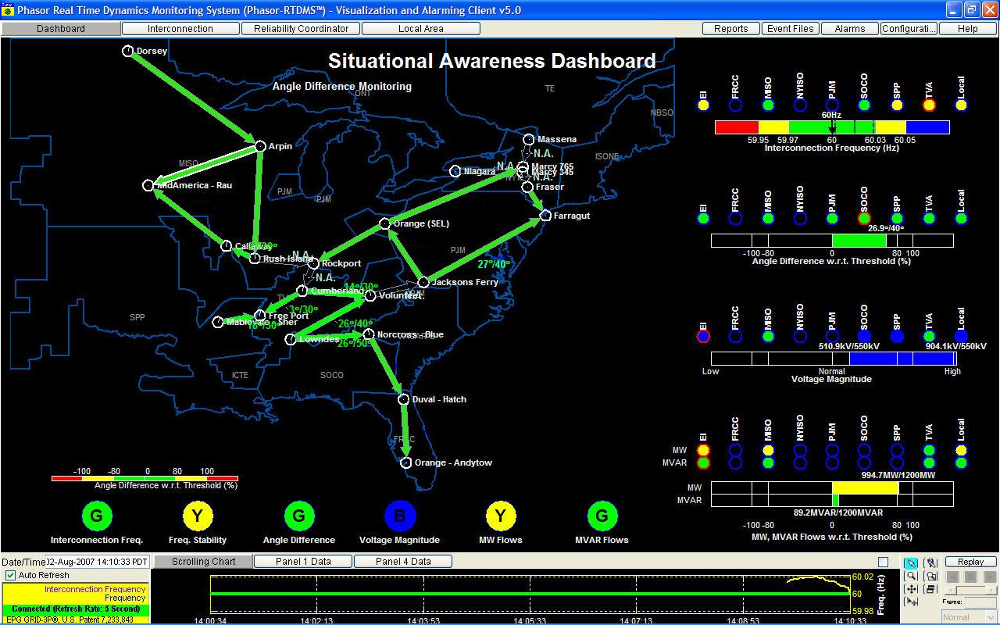 Phasor Real Time Dynamics Monitoring System (Phasor-RTDMS™) - Visualization and Alarming Client v5.0
Dashboard Interconnection Reliability Coordinator Local Area Reports Event Files Alarms Configurati... Help
Situational Awareness Dashboard
Angle Difference Monitoring
Dorsey
ONT
TE
NBSO
Arpin
Massena
N.A.
MISO
ISONE
Niagara
N.A.
Marcy 765
Marcy 345
N.A.
MidAmerica - Rau
PJM
PJM
Fraser
Farragut
Orange (SEL)
Callaway
PJM
Rush Island
N.A.
Rockport
27°/40°
N.A.
Jacksons Ferry
14°/30°
Cumberland
Volunteer
3°/30°
Free Port
SPP
Mablevale - Sher
26°/40°
Lowndes
Norcross - Blue
26°/50°
ICTE
SOCO
Duval - Hatch
Orange - Andytow
-100 -80 0 80 100
Angle Difference w.r.t. Threshold (%)
G Y G B Y G
Interconnection Freq. Freq. Stability Angle Difference Voltage Magnitude MW Flows MVAR Flows
EI FRCC MISO NYISO PJM SOCO SPP TVA Local
60Hz
59.95 59.97 60 60.03 60.05
Interconnection Frequency (Hz)
EI FRCC MISO NYISO PJM SOCO SPP TVA Local
26.9°/40°
-100 -80 0 80 100
Angle Difference w.r.t. Threshold (%)
EI FRCC MISO NYISO PJM SOCO SPP TVA Local
510.9kV/550kV 904.1kV/550kV
Low Normal High
Voltage Magnitude
EI FRCC MISO NYISO PJM SOCO SPP TVA Local
MW
MVAR
994.7MW/1200MW
MW
MVAR
89.2MVAR/1200MVAR
-100 -80 0 80 100
MW, MVAR Flows w.r.t. Threshold (%)
Date/Time 02-Aug-2007 14:10:33 PDT Scrolling Chart Panel 1 Data Panel 4 Data
Auto Refresh
Interconnection Frequency
Frequency
Connected (Refresh Rate: 5 Second)
EPG GRID-3P®, U.S. Patent 7,233,843
60.02
60
59.98
Freq. (Hz)
14:00:34 14:02:13 14:03:53 14:05:33 14:07:13 14:08:53 14:10:33
Replay
Frame:
Normal